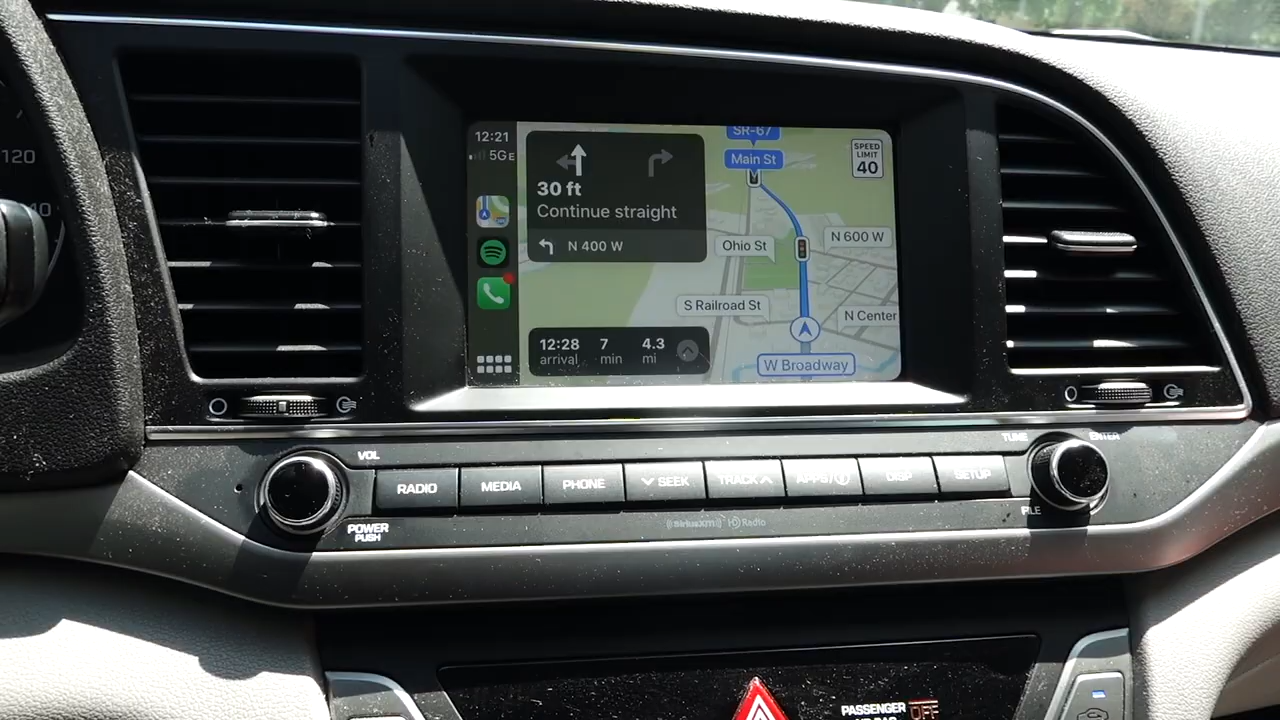 120
40
12:21
5GE
30 ft
Continue straight
N 400 W
12:28 7 4.3
arrival min mi
SR-67
Main St
SPEED
LIMIT
40
Ohio St
N 600 W
S Railroad St
N Center
W Broadway
VOL
POWER
PUSH
RADIO
MEDIA
PHONE
SEEK
TRACK
APPS/
DISP
SETUP
TUNE
ENTER
FILE
SiriusXM
HD Radio
PASSENGER
OFF